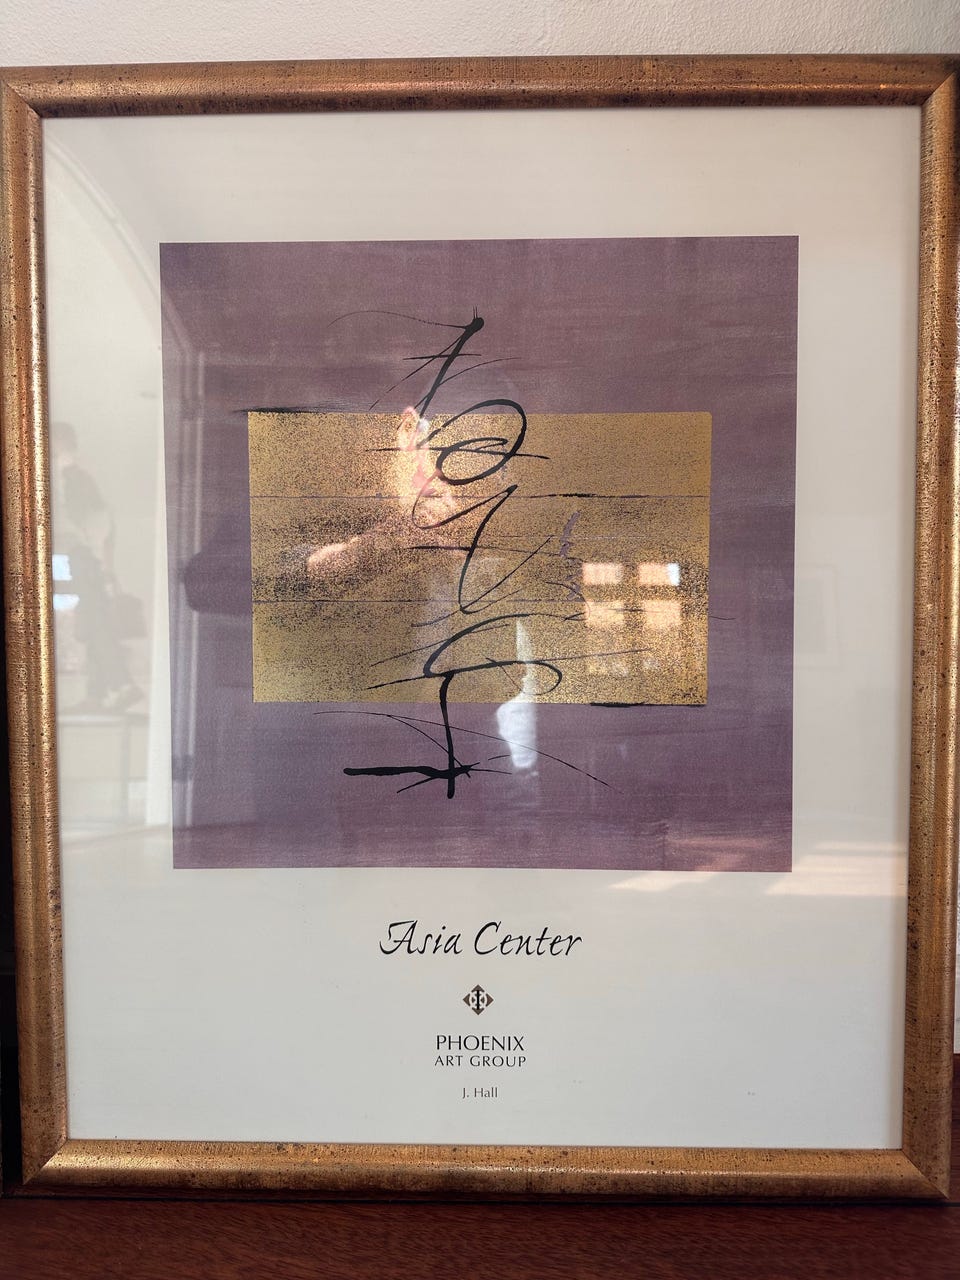 Asia Center
PHOENIX
ART GROUP
J. Hall